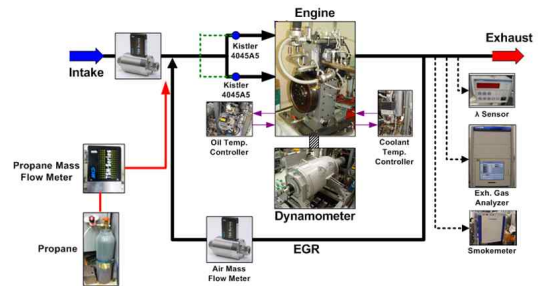 Engine
Exhaust
Intake
Kistler
4045A5
Kistler
4045A5
λ Sensor
Oil Temp.
Controller
Coolant
Temp.
Controller
Propane Mass
Flow Meter
Exh. Gas
Analyzer
Dynamometer
Propane
EGR
Smokemeter
Air Mass
Flow Meter